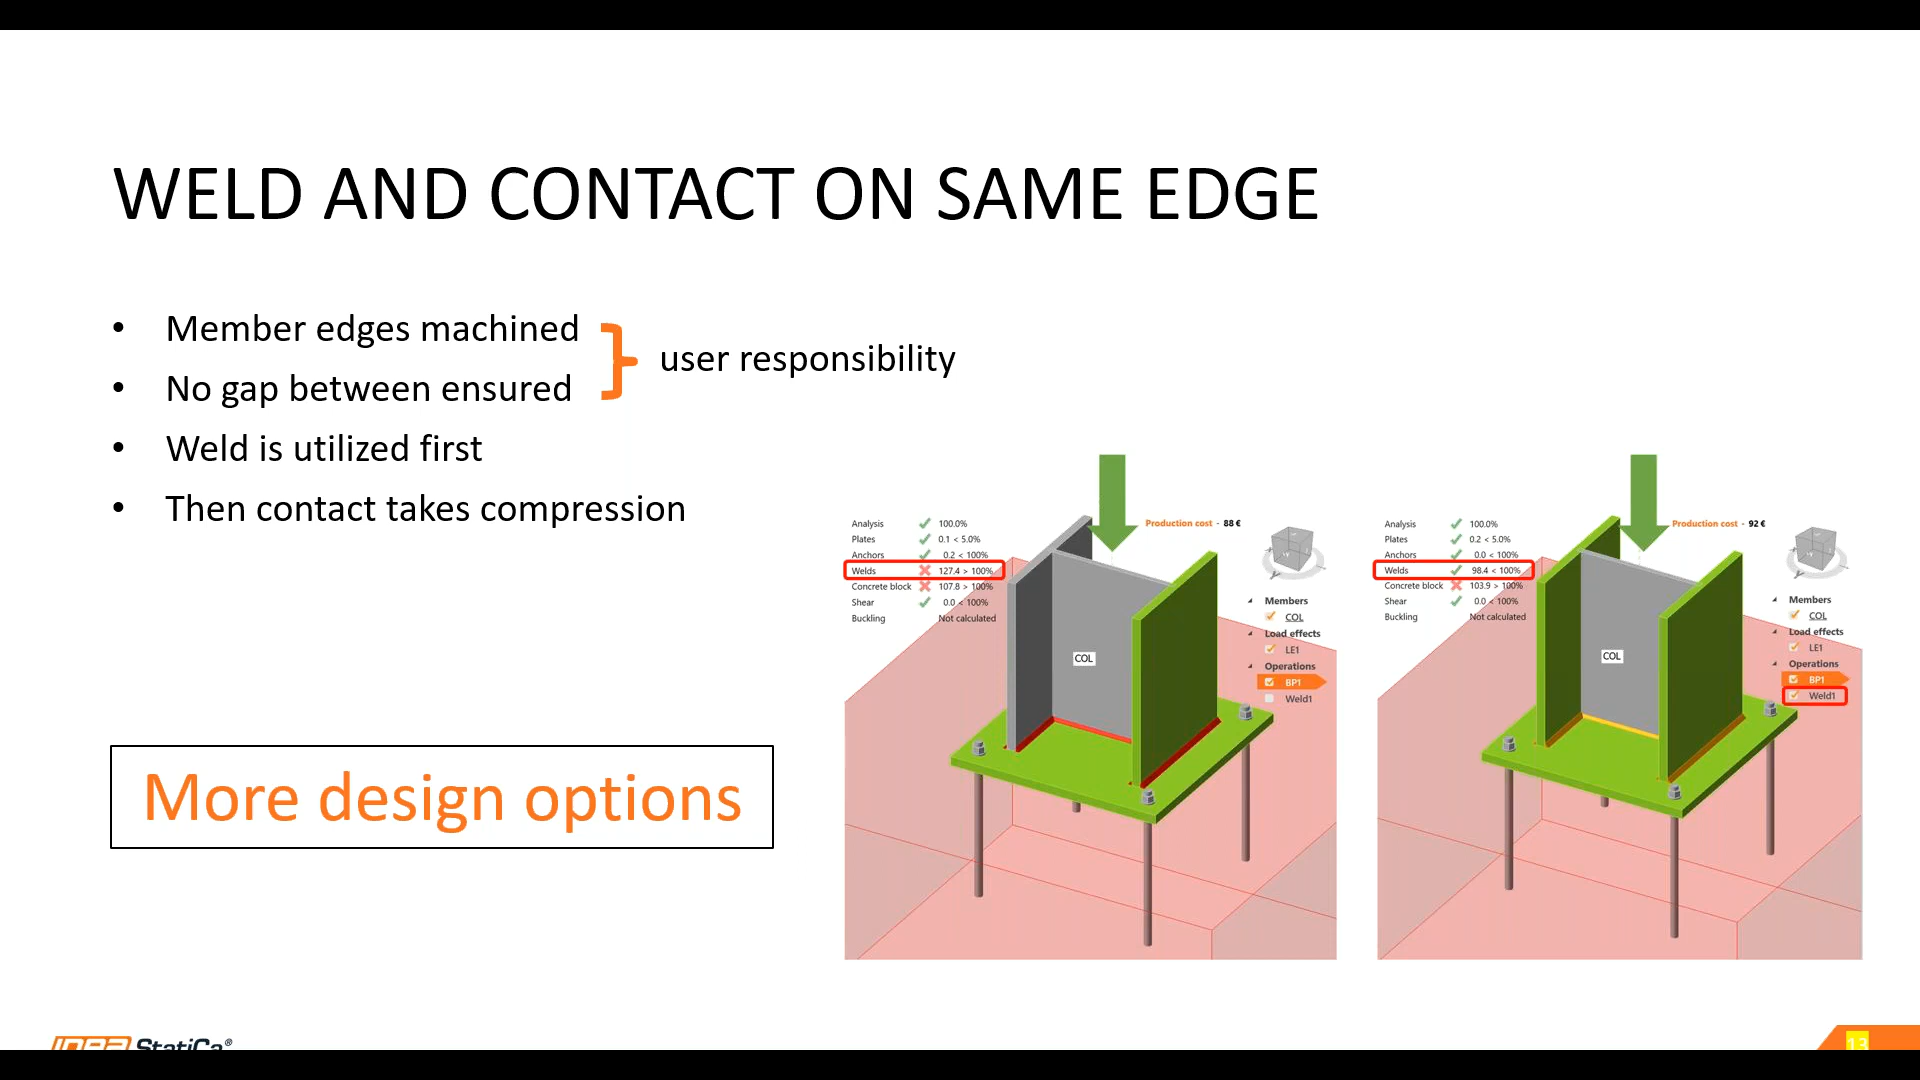 WELD AND CONTACT ON SAME EDGE
• Member edges machined
• No gap between ensured
user responsibility
• Weld is utilized first
• Then contact takes compression
More design options
Analysis 100.0%
Plates 0.1 < 5.0%
Anchors 0.2 < 100%
Welds 127.4 > 100%
Concrete block 107.8 > 100%
Shear 0.0 < 100%
Buckling Not calculated
Production cost - 88 €
COL
Members
COL
Load effects
LE1
Operations
BP1
Weld1
Analysis 100.0%
Plates 0.2 < 5.0%
Anchors 0.0 < 100%
Welds 98.4 < 100%
Concrete block 103.9 > 100%
Shear 0.0 < 100%
Buckling Not calculated
Production cost - 92 €
COL
Members
COL
Load effects
LE1
Operations
BP1
Weld1
IDEA StatiCa®
13